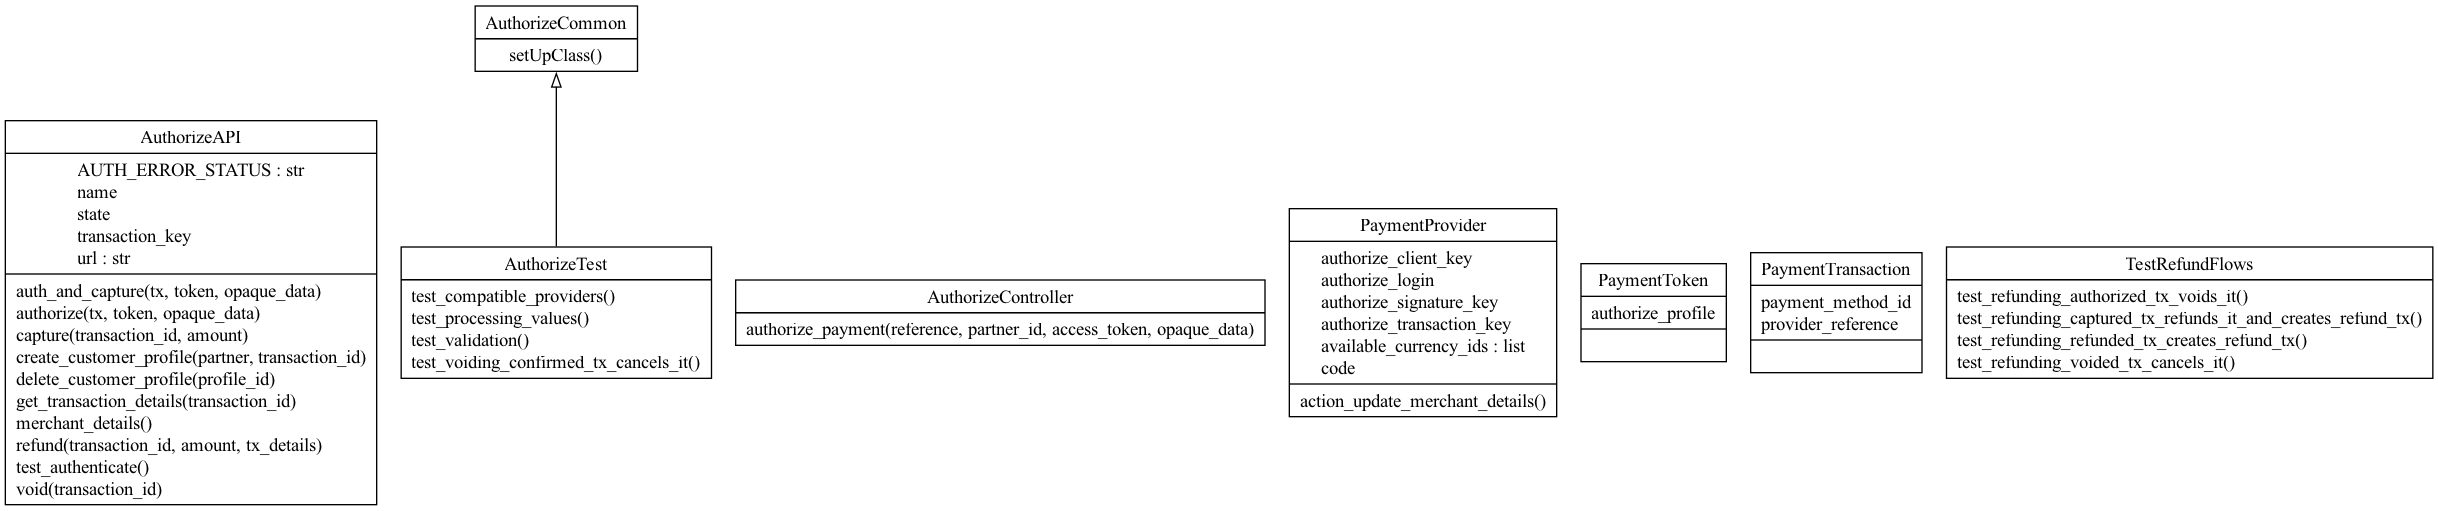 AuthorizeCommon
setUpClass()
AuthorizeAPI
AUTH_ERROR_STATUS : str
name
state
transaction_key
url : str
auth_and_capture(tx, token, opaque_data)
authorize(tx, token, opaque_data)
capture(transaction_id, amount)
create_customer_profile(partner, transaction_id)
delete_customer_profile(profile_id)
get_transaction_details(transaction_id)
merchant_details()
refund(transaction_id, amount, tx_details)
test_authenticate()
void(transaction_id)
AuthorizeTest
test_compatible_providers()
test_processing_values()
test_validation()
test_voiding_confirmed_tx_cancels_it()
AuthorizeController
authorize_payment(reference, partner_id, access_token, opaque_data)
PaymentProvider
authorize_client_key
authorize_login
authorize_signature_key
authorize_transaction_key
available_currency_ids : list
code
action_update_merchant_details()
PaymentToken
authorize_profile
PaymentTransaction
payment_method_id
provider_reference
TestRefundFlows
test_refunding_authorized_tx_voids_it()
test_refunding_captured_tx_refunds_it_and_creates_refund_tx()
test_refunding_refunded_tx_creates_refund_tx()
test_refunding_voided_tx_cancels_it()